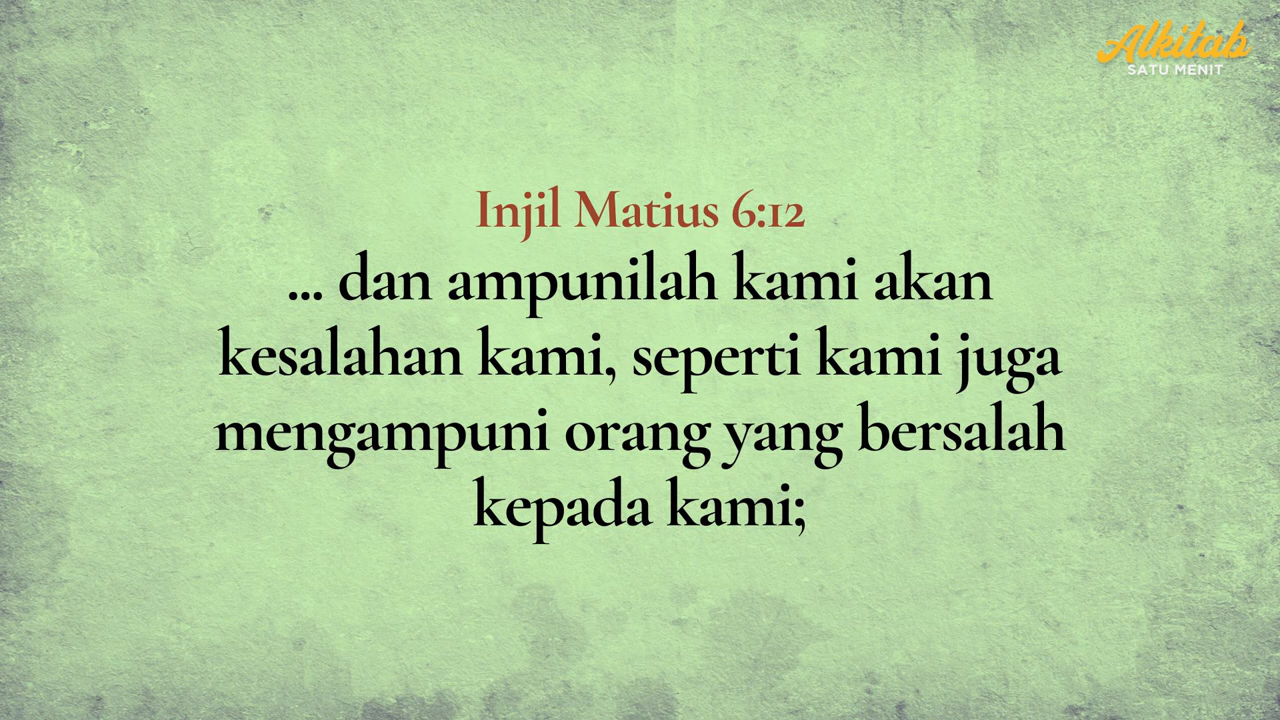 Alkitab
SATU MENIT
Injil Matius 6:12
... dan ampunilah kami akan
kesalahan kami, seperti kami juga
mengampuni orang yang bersalah
kepada kami;